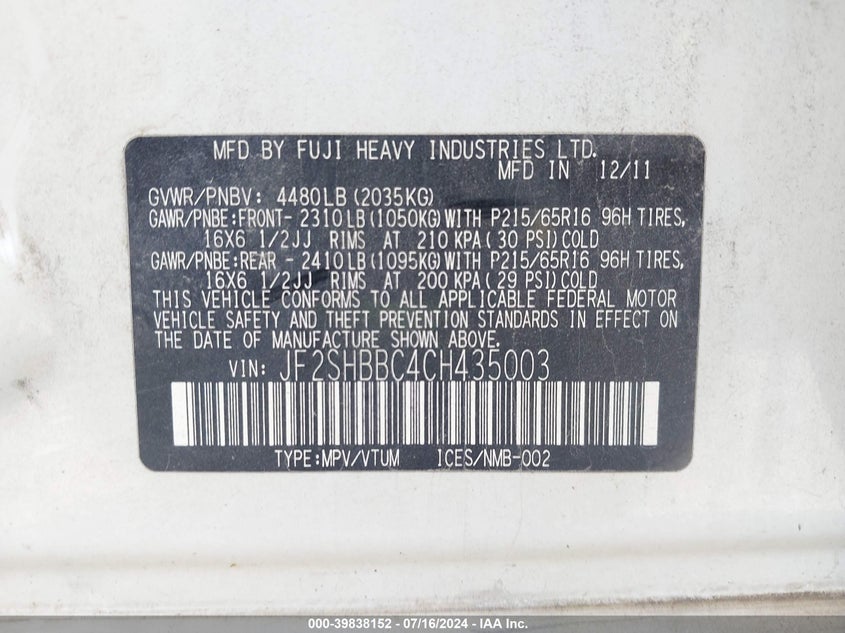 MFD BY FUJI HEAVY INDUSTRIES LTD.
MFD IN 12/11
GVWR/PNBV: 4480LB (2035KG)
GAWR/PNBE:FRONT- 2310LB (1050KG) WITH P215/65R16 96H TIRES,
16X6 1/2JJ RIMS AT 210 KPA (30 PSI) COLD
GAWR/PNBE:REAR - 2410LB (1095KG) WITH P215/65R16 96H TIRES,
16X6 1/2JJ RIMS AT 200 KPA (29 PSI) COLD
THIS VEHICLE CONFORMS TO ALL APPLICABLE FEDERAL MOTOR
VEHICLE SAFETY AND THEFT PREVENTION STANDARDS IN EFFECT ON
THE DATE OF MANUFACTURE SHOWN ABOVE.
VIN: JF2SHBBC4CH435003
TYPE:MPV/VTUM ICES/NMB-002
000-39838152 - 07/16/2024 - IAA Inc.